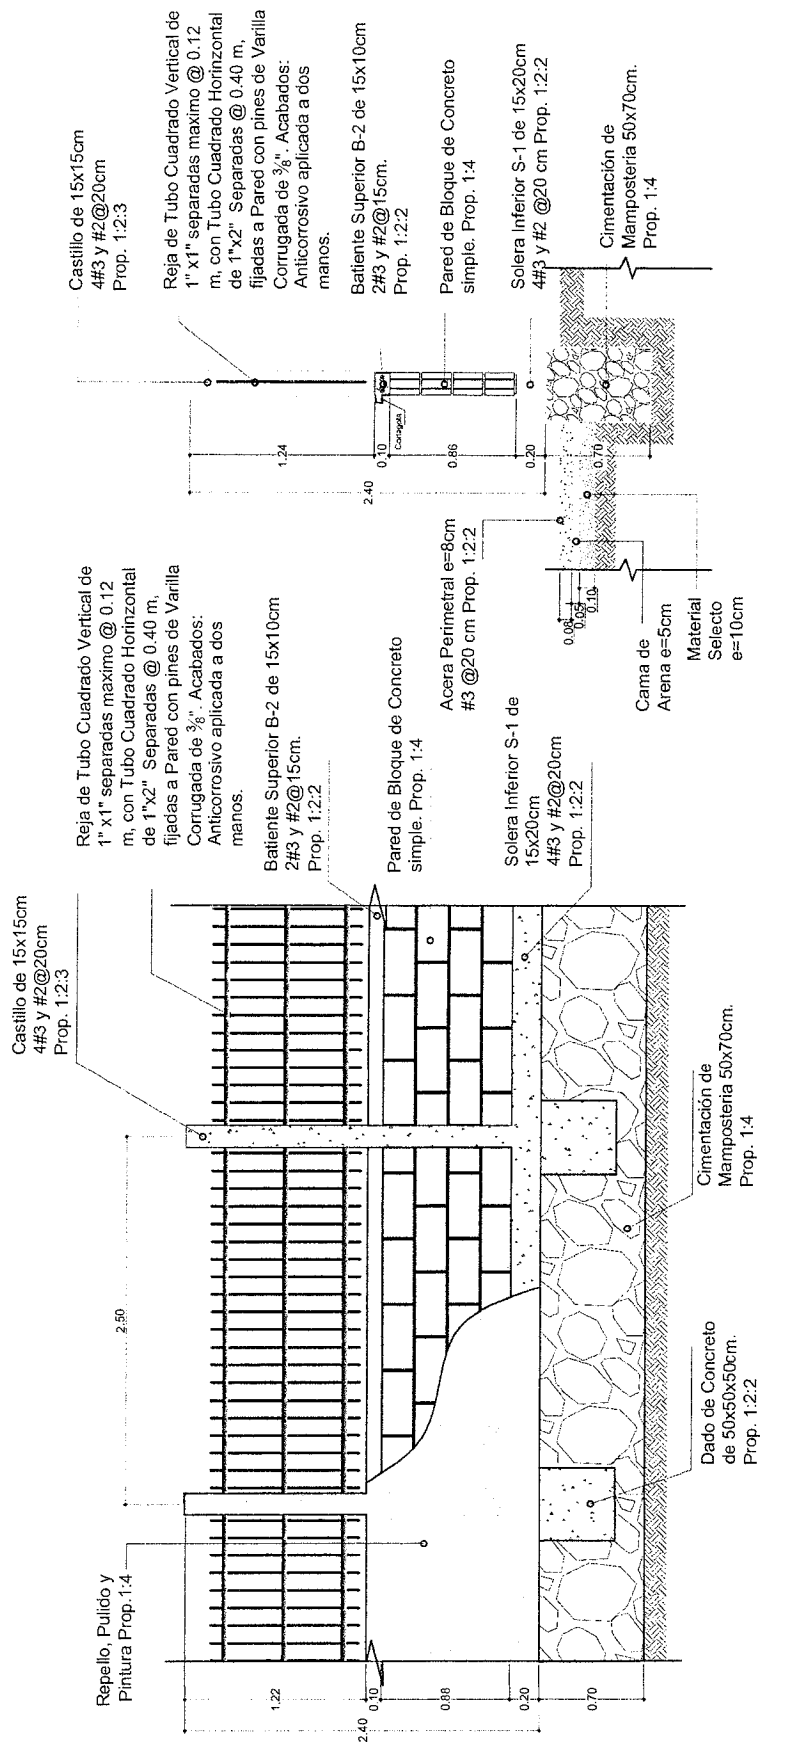 Repello, Pulido y
Pintura Prop.1:4
2.50
Castillo de 15x15cm
4#3 y #2@20cm
Prop. 1:2:3
Reja de Tubo Cuadrado Vertical de
1" x1" separadas maximo @ 0.12
m, con Tubo Cuadrado Horinzontal
de 1"x2" Separadas @ 0.40 m,
fijadas a Pared con pines de Varilla
Corrugada de ⅜". Acabados:
Anticorrosivo aplicada a dos
manos.
Batiente Superior B-2 de 15x10cm
2#3 y #2@15cm.
Prop. 1:2:2
Pared de Bloque de Concreto
simple. Prop. 1:4
Solera Inferior S-1 de
15x20cm
4#3 y #2@20cm
Prop. 1:2:2
1.22
0.10
0.88
0.20
0.70
2.40
Dado de Concreto
de 50x50x50cm.
Prop. 1:2:2
Cimentación de
Mamposteria 50x70cm.
Prop. 1:4
Castillo de 15x15cm
4#3 y #2@20cm
Prop. 1:2:3
Reja de Tubo Cuadrado Vertical de
1" x1" separadas maximo @ 0.12
m, con Tubo Cuadrado Horinzontal
de 1"x2" Separadas @ 0.40 m,
fijadas a Pared con pines de Varilla
Corrugada de ⅜". Acabados:
Anticorrosivo aplicada a dos
manos.
Batiente Superior B-2 de 15x10cm
2#3 y #2@15cm.
Prop. 1:2:2
Pared de Bloque de Concreto
simple. Prop. 1:4
Solera Inferior S-1 de 15x20cm
4#3 y #2 @20 cm Prop. 1:2:2
Cimentación de
Mamposteria 50x70cm.
Prop. 1:4
1.24
0.10
0.86
0.20
0.70
2.40
Cortagota
Acera Perimetral e=8cm
#3 @20 cm Prop. 1:2:2
0.08
0.05
0.10
Cama de
Arena e=5cm
Material
Selecto
e=10cm